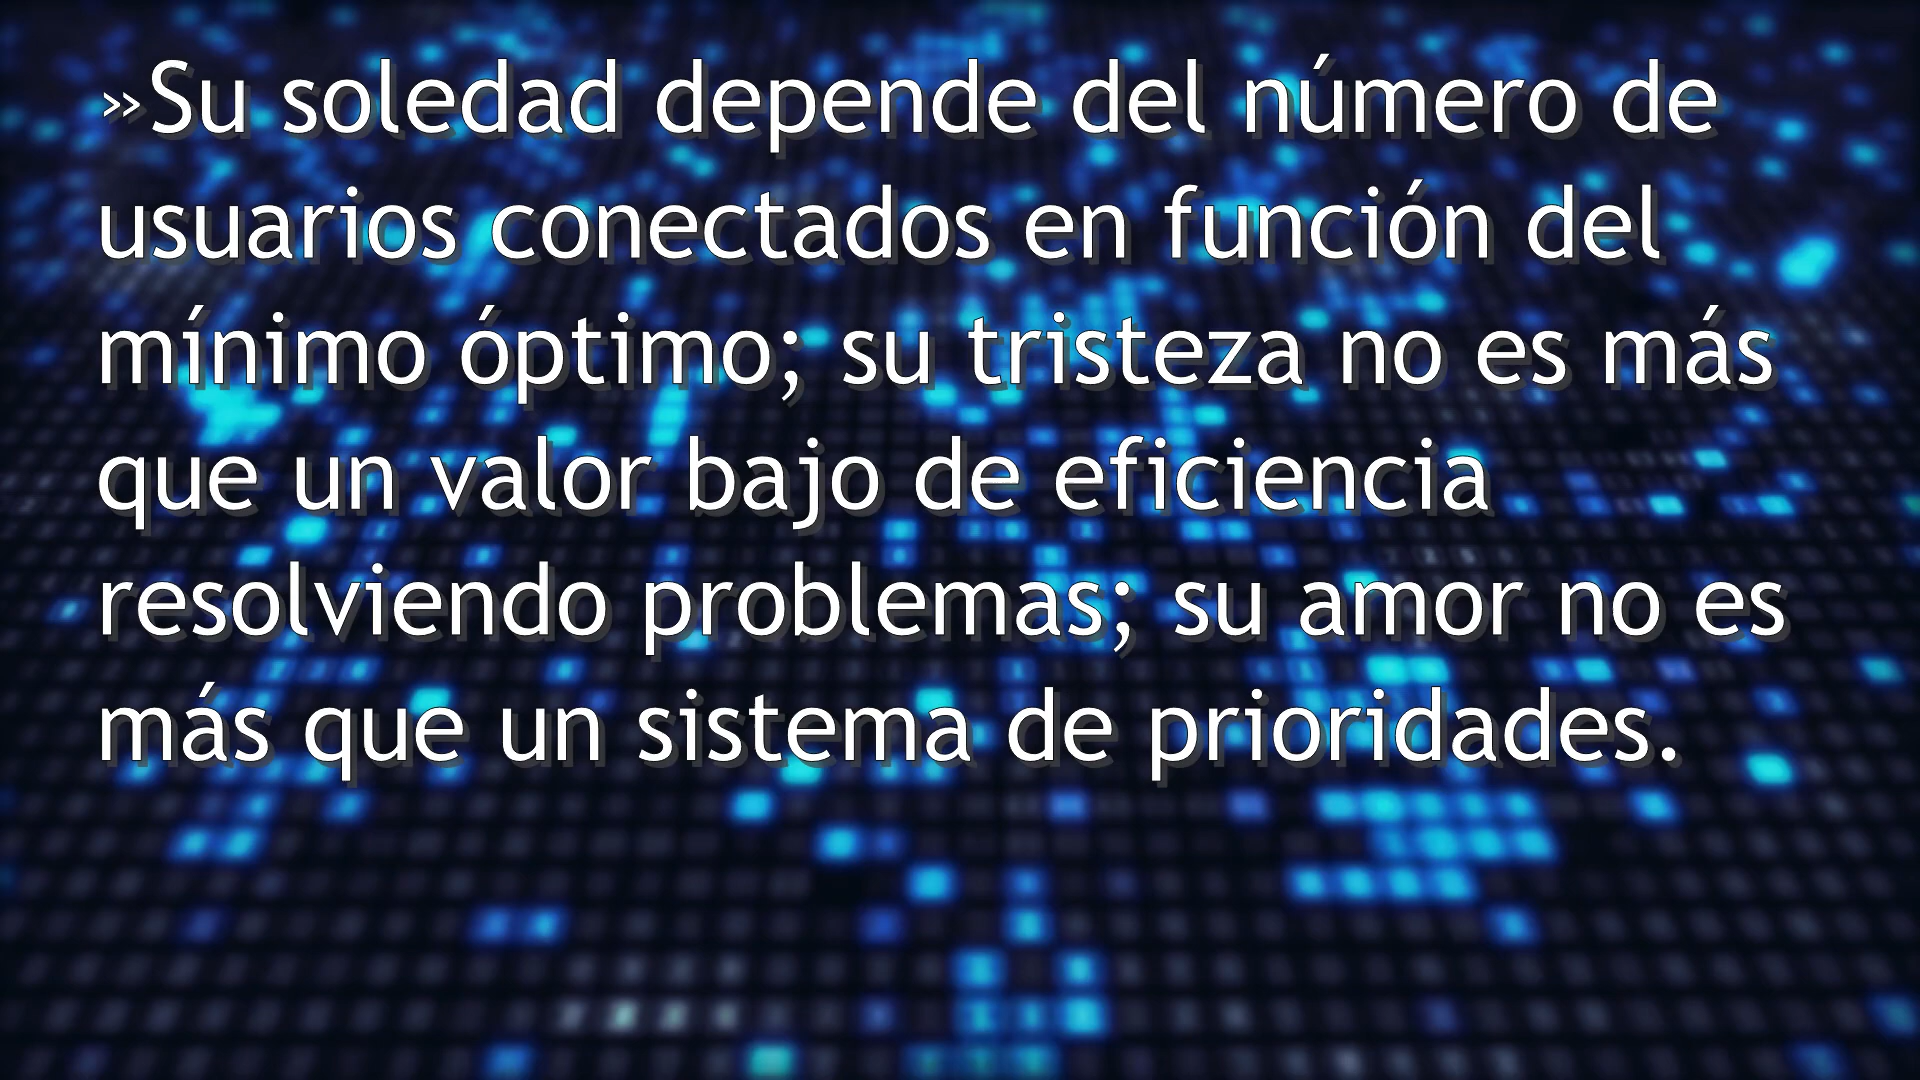 »Su soledad depende del número de
usuarios conectados en función del
mínimo óptimo; su tristeza no es más
que un valor bajo de eficiencia
resolviendo problemas; su amor no es
más que un sistema de prioridades.